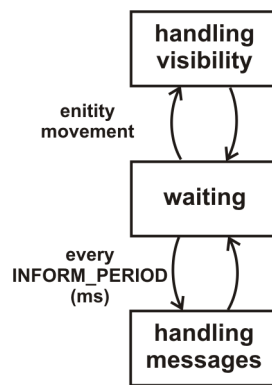 handling
visibility
enitity
movement
waiting
every
INFORM_PERIOD
(ms)
handling
messages